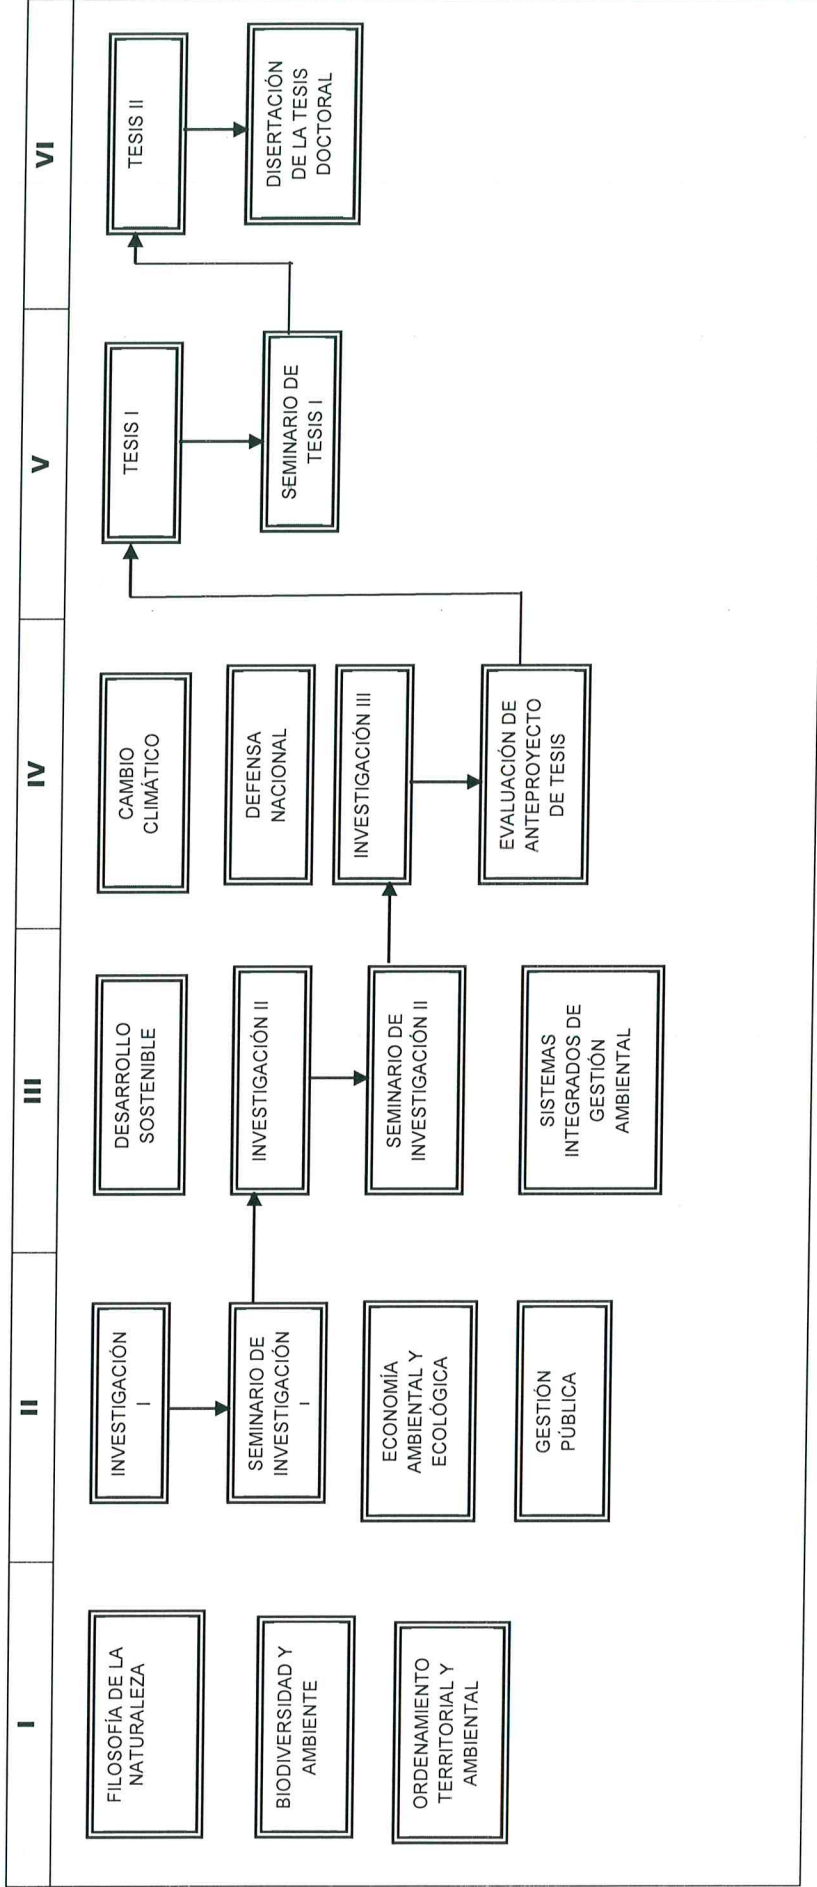 I
II
III
IV
V
VI
FILOSOFÍA DE LA
NATURALEZA
BIODIVERSIDAD Y
AMBIENTE
ORDENAMIENTO
TERRITORIAL Y
AMBIENTAL
INVESTIGACIÓN
I
SEMINARIO DE
INVESTIGACIÓN
I
ECONOMÍA
AMBIENTAL Y
ECOLÓGICA
GESTIÓN
PÚBLICA
DESARROLLO
SOSTENIBLE
INVESTIGACIÓN II
SEMINARIO DE
INVESTIGACIÓN II
SISTEMAS
INTEGRADOS DE
GESTIÓN
AMBIENTAL
CAMBIO
CLIMÁTICO
DEFENSA
NACIONAL
INVESTIGACIÓN III
EVALUACIÓN DE
ANTEPROYECTO
DE TESIS
TESIS I
SEMINARIO DE
TESIS I
TESIS II
DISERTACIÓN
DE LA TESIS
DOCTORAL